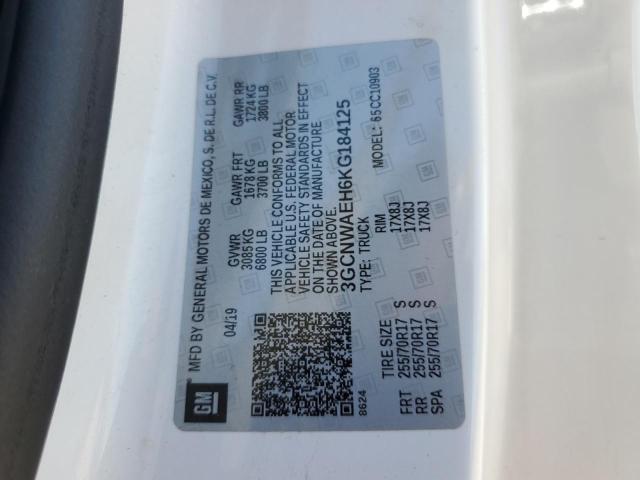 GM
MFD BY GENERAL MOTORS DE MEXICO, S. DE R.L. DE C.V.
04/19
GVWR GAWR FRT GAWR RR
3085 KG 1678 KG 1724 KG
6800 LB 3700 LB 3800 LB
THIS VEHICLE CONFORMS TO ALL
APPLICABLE U.S. FEDERAL MOTOR
VEHICLE SAFETY STANDARDS IN EFFECT
ON THE DATE OF MANUFACTURE
SHOWN ABOVE.
3GCNWAEH6KG184125
TYPE: TRUCK MODEL: 65CC10903
8624
TIRE SIZE RIM
FRT 255/70R17 S 17X8J
RR 255/70R17 S 17X8J
SPA 255/70R17 S 17X8J